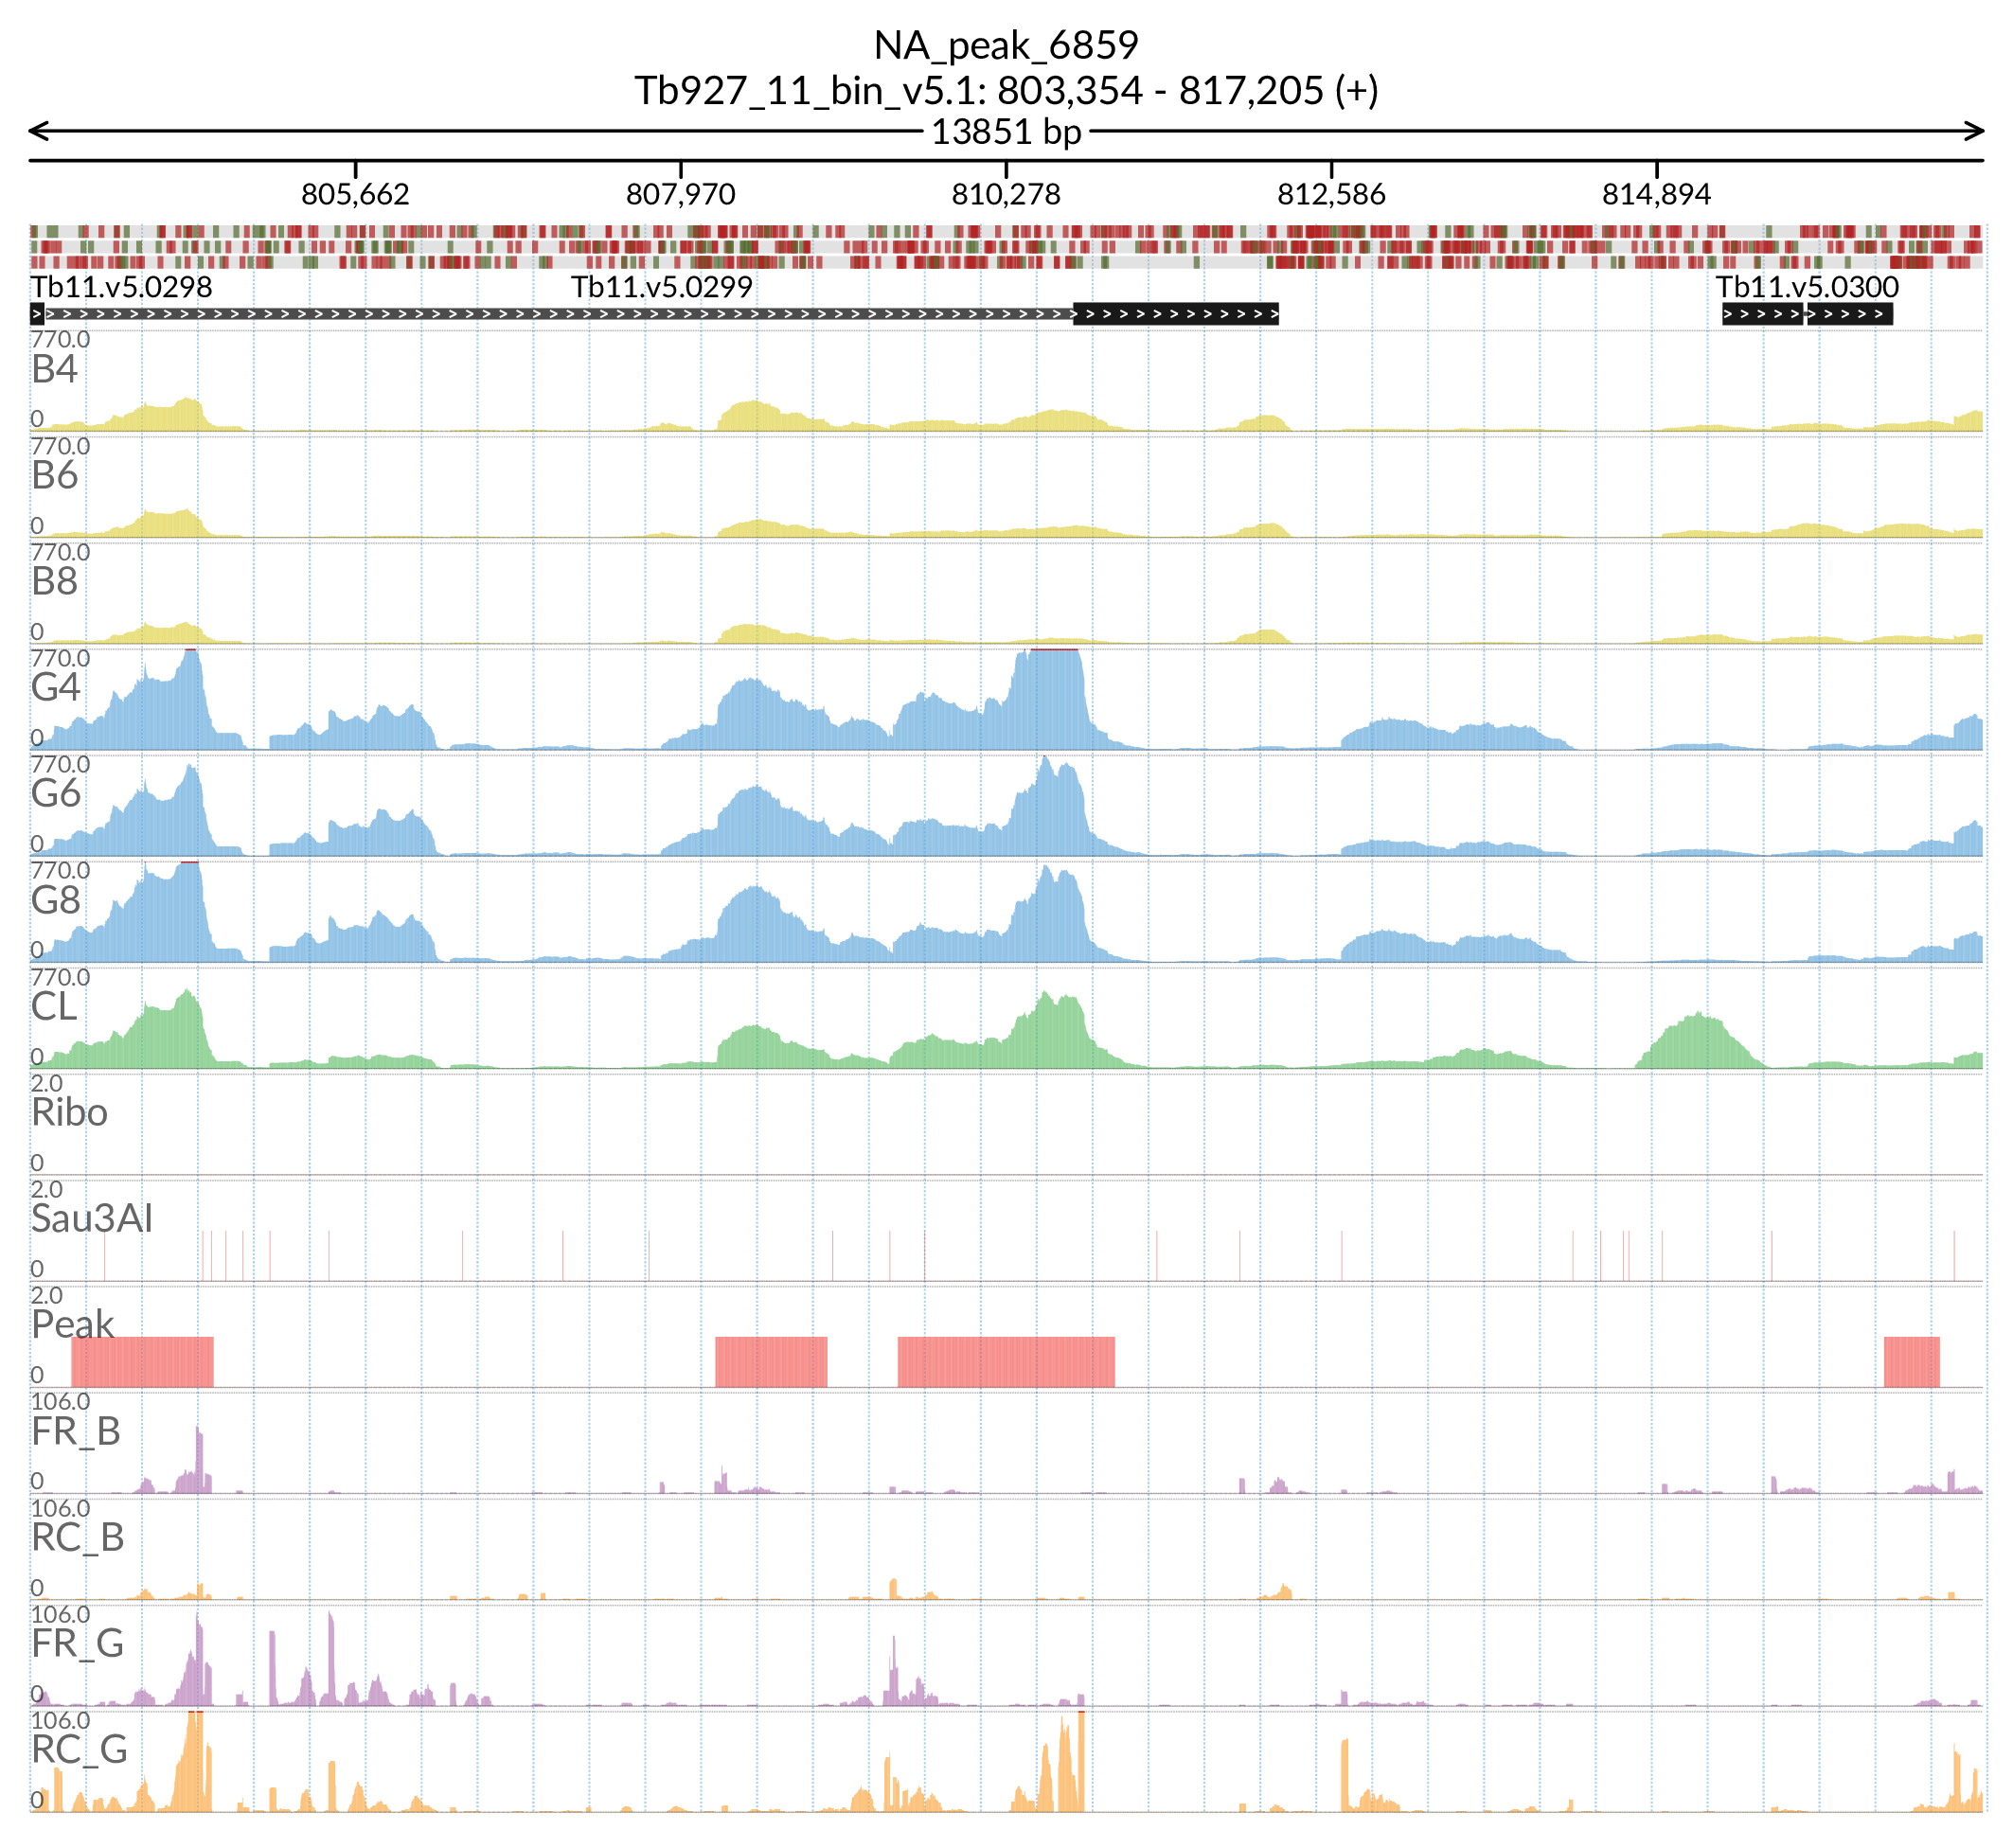 NA_peak_6859
Tb927_11_bin_v5.1: 803,354 - 817,205 (+)
13851 bp
805,662 807,970 810,278 812,586 814,894
Tb11.v5.0298 Tb11.v5.0299 Tb11.v5.0300
770.0
B4
0
770.0
B6
0
770.0
B8
0
770.0
G4
0
770.0
G6
0
770.0
G8
0
770.0
CL
0
2.0
Ribo
0
2.0
Sau3AI
0
2.0
Peak
0
106.0
FR_B
0
106.0
RC_B
0
106.0
FR_G
0
106.0
RC_G
0